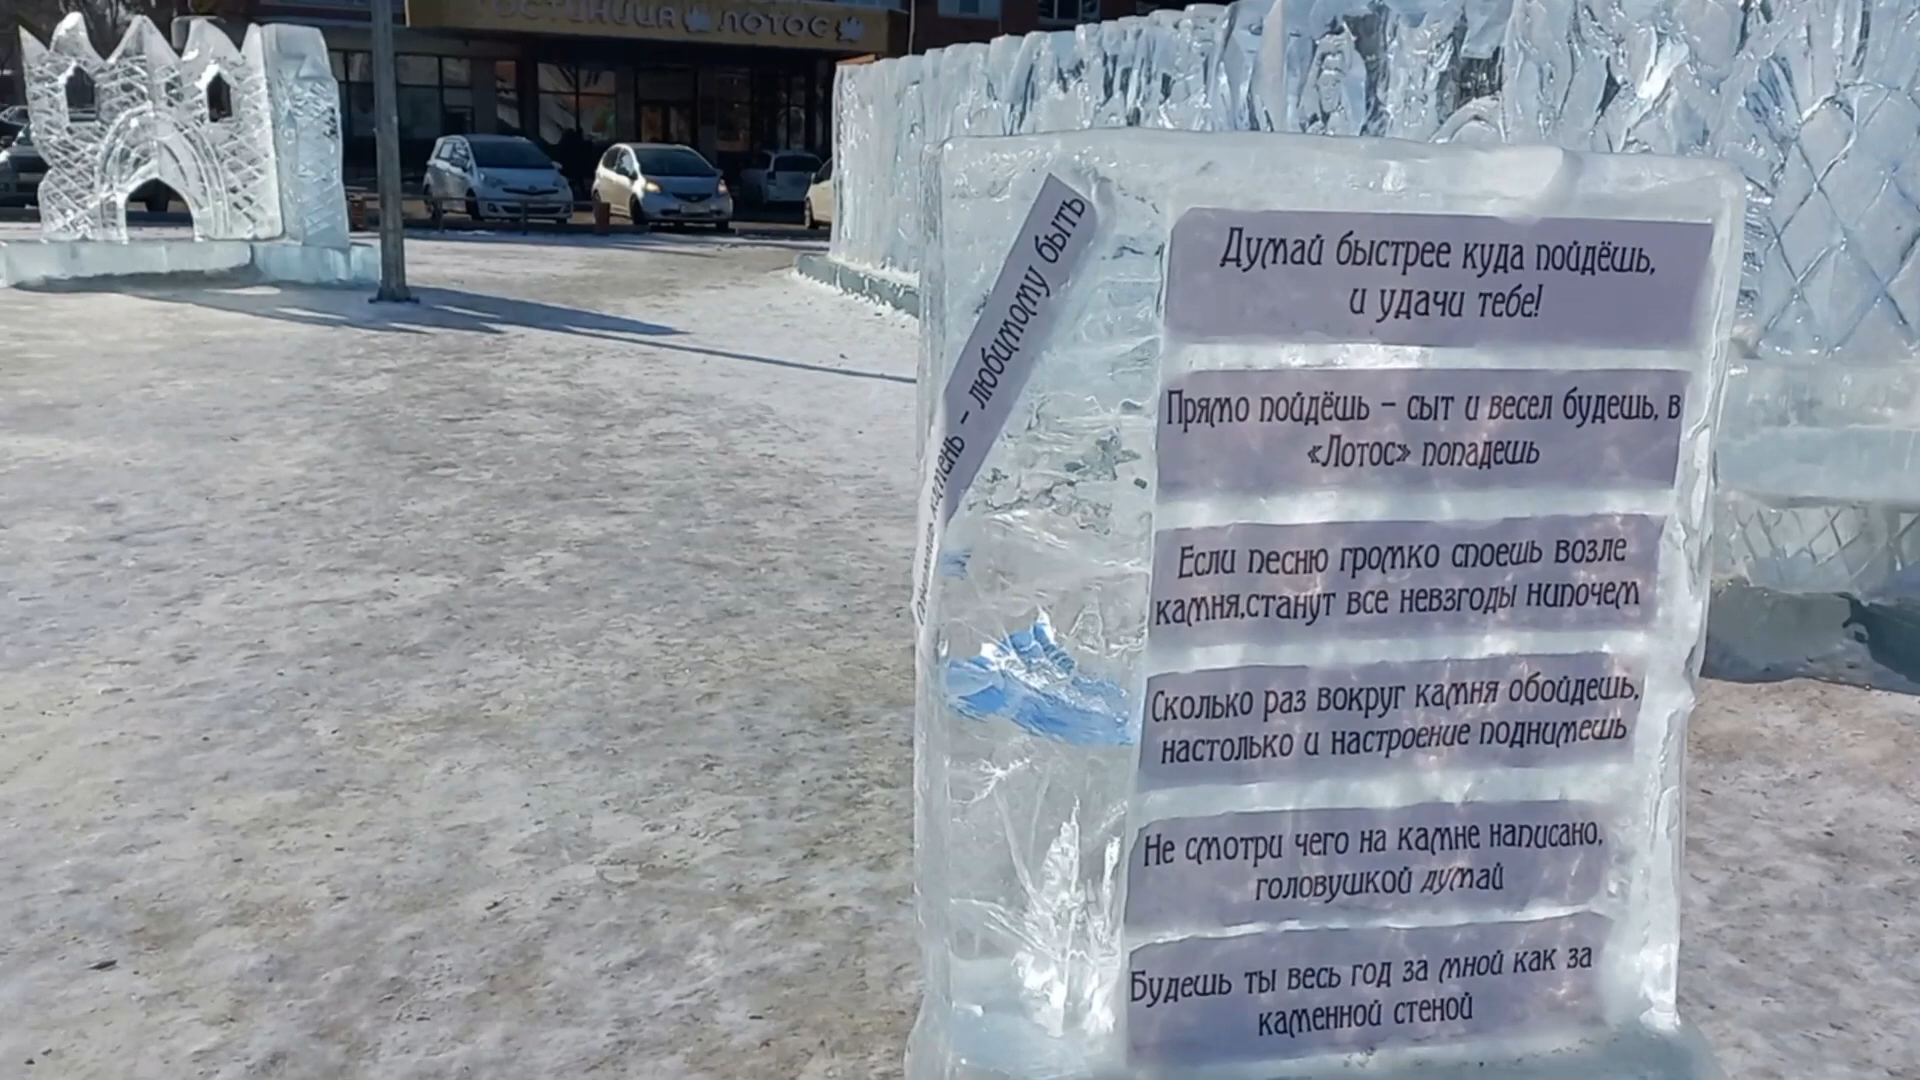 ГОСТИНИЦА ЛОТОС
камень – любимому быть
Думай быстрее куда пойдёшь,
и удачи тебе!
Прямо пойдёшь – сыт и весел будешь, в
«Лотос» попадешь
Если песню громко споешь возле
камня,станут все невзгоды нипочем
Сколько раз вокруг камня обойдешь,
настолько и настроение поднимешь
Не смотри чего на камне написано,
головушкой думай
Будешь ты весь год за мной как за
каменной стеной